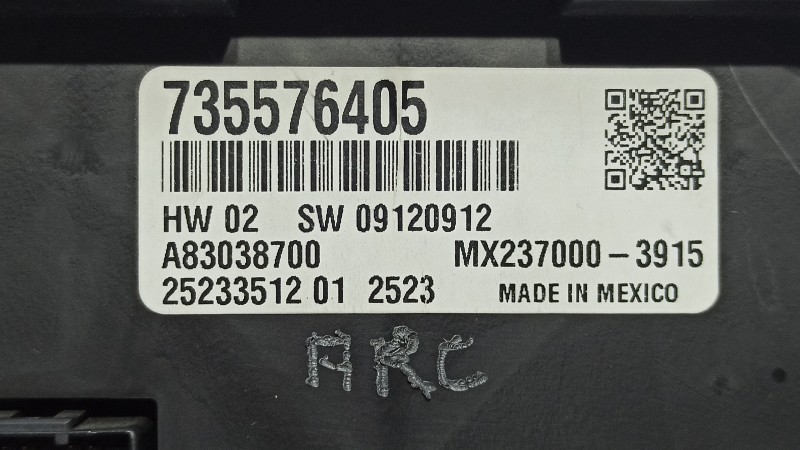 735576405
HW 02 SW 09120912
A83038700 MX237000-3915
25233512 01 2523 MADE IN MEXICO
ARC